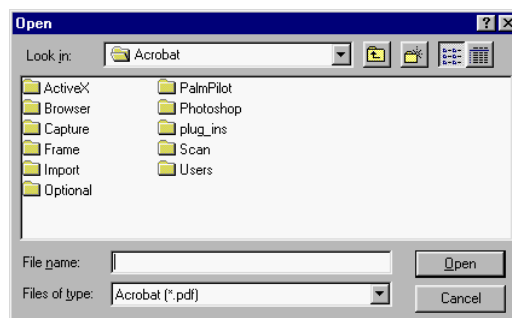 Open
Look in: Acrobat
ActiveX PalmPilot
Browser Photoshop
Capture plug_ins
Frame Scan
Import Users
Optional
File name: Open
Files of type: Acrobat (*.pdf) Cancel